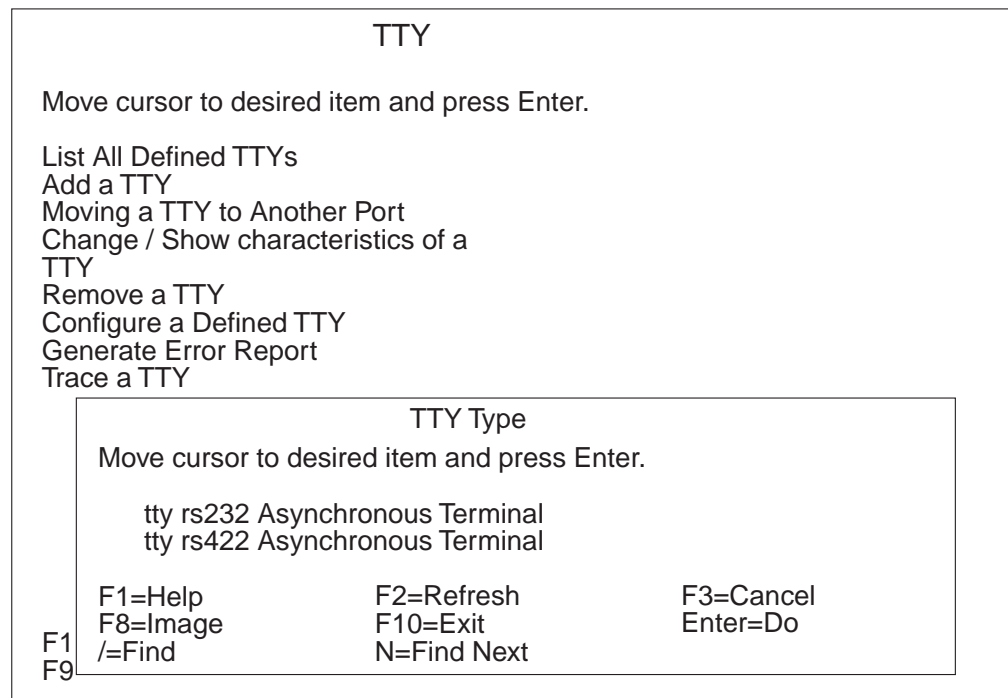 TTY
Move cursor to desired item and press Enter.
List All Defined TTYs
Add a TTY
Moving a TTY to Another Port
Change / Show characteristics of a
TTY
Remove a TTY
Configure a Defined TTY
Generate Error Report
Trace a TTY
TTY Type
Move cursor to desired item and press Enter.
tty rs232 Asynchronous Terminal
tty rs422 Asynchronous Terminal
F1=Help F2=Refresh F3=Cancel
F8=Image F10=Exit Enter=Do
F1
/=Find N=Find Next
F9